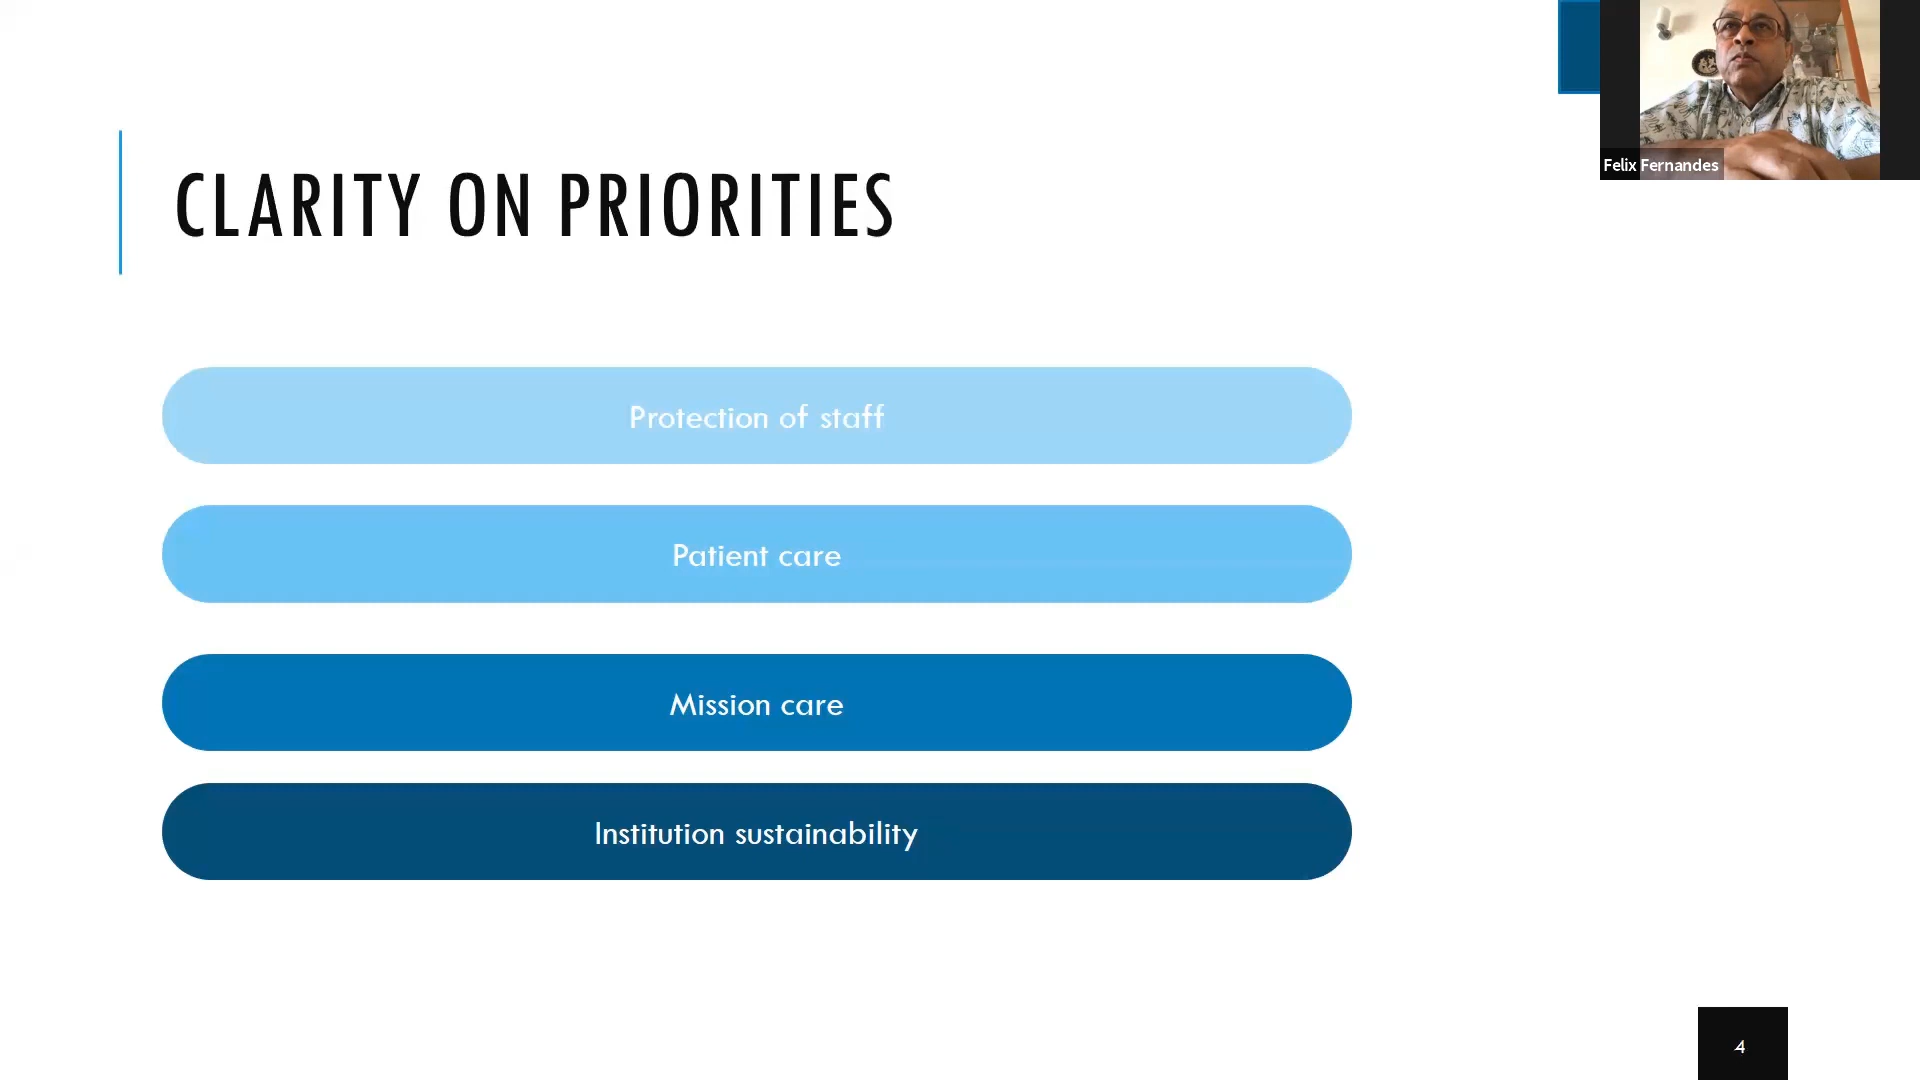 Felix Fernandes
CLARITY ON PRIORITIES
Protection of staff
Patient care
Mission care
Institution sustainability
4